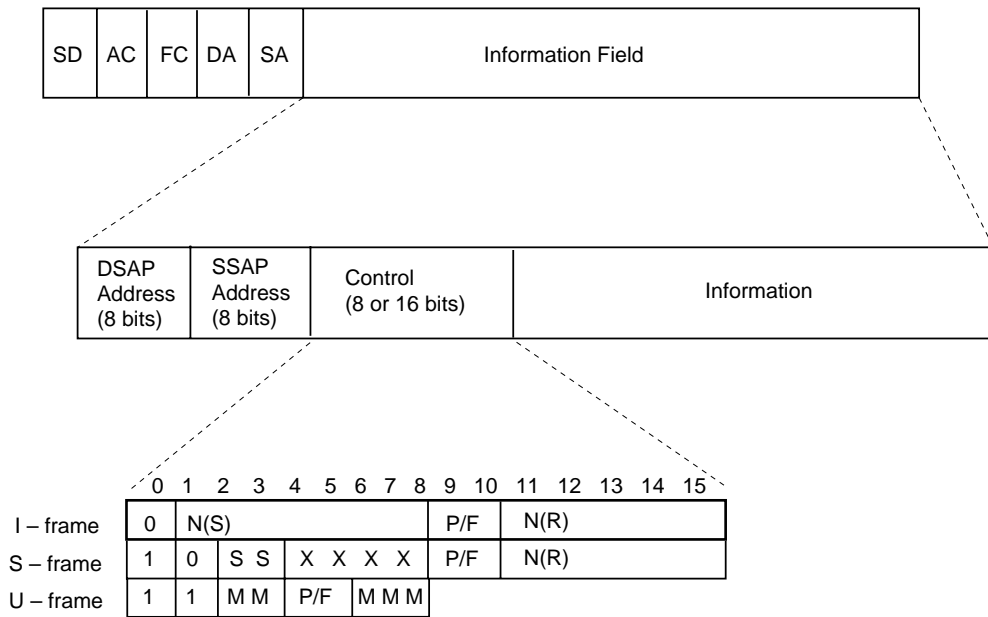 SD AC FC DA SA Information Field
DSAP Address (8 bits)
SSAP Address (8 bits)
Control (8 or 16 bits)
Information
0 1 2 3 4 5 6 7 8 9 10 11 12 13 14 15
I – frame 0 N(S) P/F N(R)
S – frame 1 0 S S X X X X P/F N(R)
U – frame 1 1 M M P/F M M M